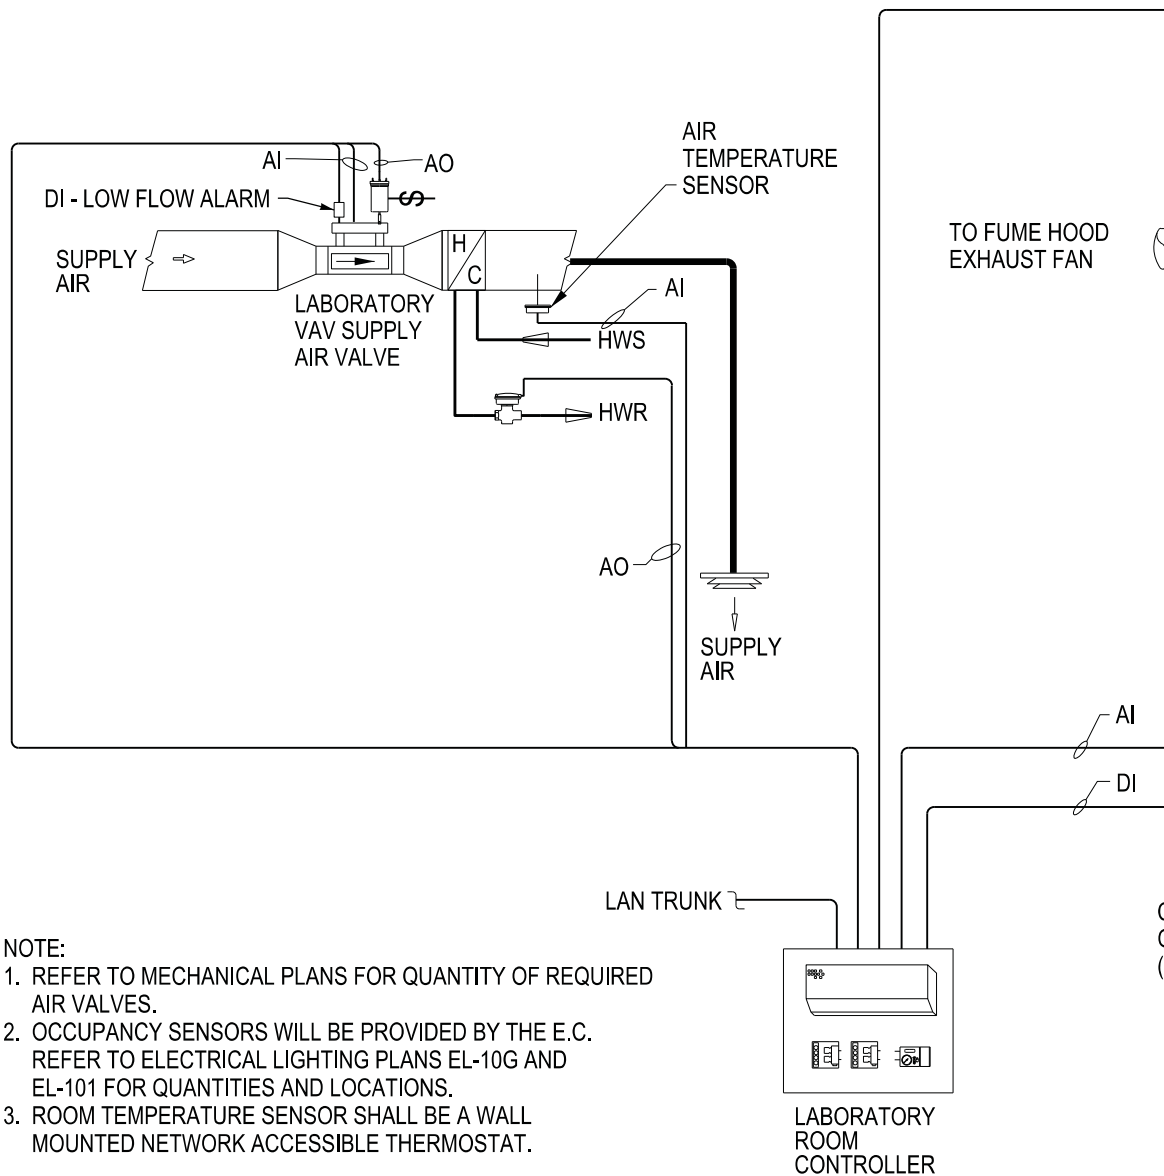 AIR
TEMPERATURE
SENSOR
AI
AO
DI - LOW FLOW ALARM
S
SUPPLY
AIR
H
C
LABORATORY
VAV SUPPLY
AIR VALVE
AI
HWS
HWR
TO FUME HOOD
EXHAUST FAN
AO
SUPPLY
AIR
AI
DI
LAN TRUNK
NOTE:
1. REFER TO MECHANICAL PLANS FOR QUANTITY OF REQUIRED
AIR VALVES.
2. OCCUPANCY SENSORS WILL BE PROVIDED BY THE E.C.
REFER TO ELECTRICAL LIGHTING PLANS EL-10G AND
EL-101 FOR QUANTITIES AND LOCATIONS.
3. ROOM TEMPERATURE SENSOR SHALL BE A WALL
MOUNTED NETWORK ACCESSIBLE THERMOSTAT.
LABORATORY
ROOM
CONTROLLER